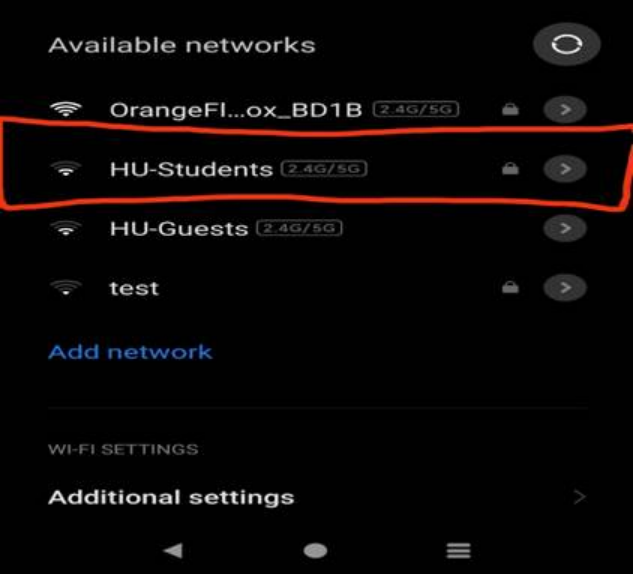 Available networks
OrangeFl...ox_BD1B 2.4G/5G
HU-Students 2.4G/5G
HU-Guests 2.4G/5G
test
Add network
WI-FI SETTINGS
Additional settings